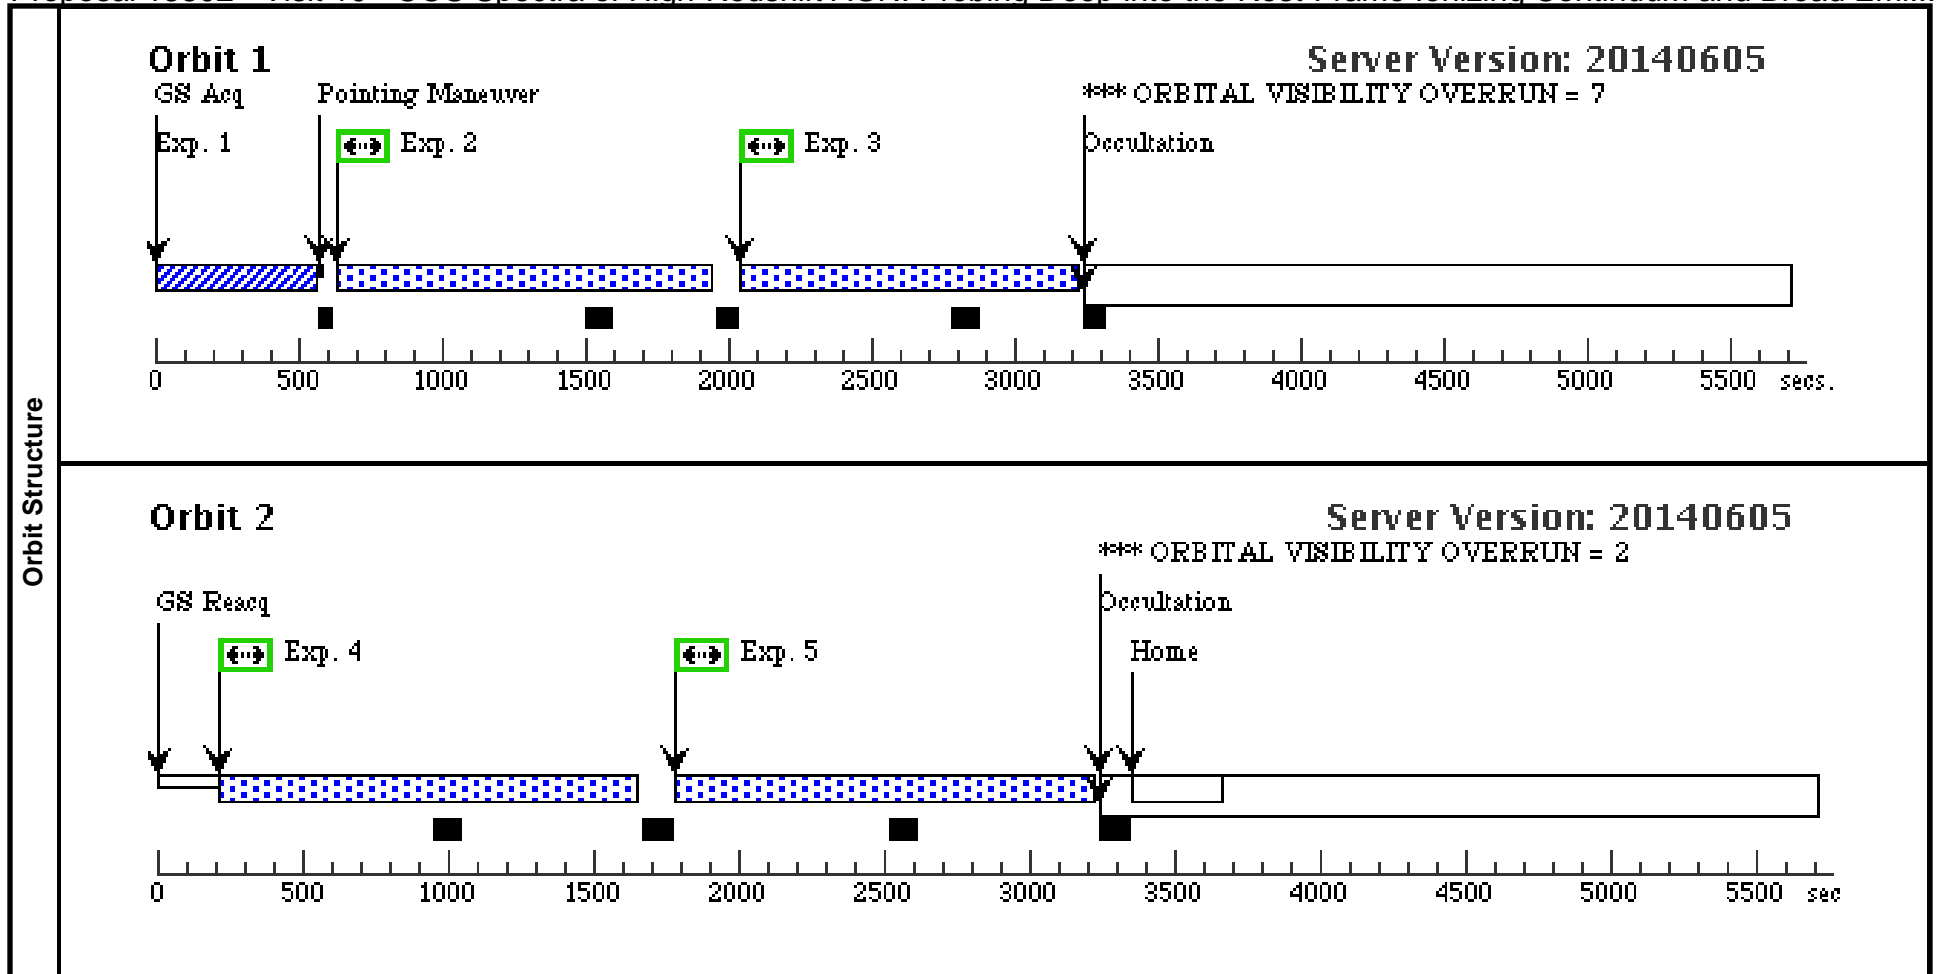 Orbit Structure
Orbit 1
Server Version: 20140605
GS Acq
Pointing Maneuver
*** ORBITAL VISIBILITY OVERRUN = 7
Exp. 1
Exp. 2
Exp. 3
Occultation
0 500 1000 1500 2000 2500 3000 3500 4000 4500 5000 5500 secs.
Orbit 2
Server Version: 20140605
*** ORBITAL VISIBILITY OVERRUN = 2
GS Reacq
Occultation
Exp. 4
Exp. 5
Home
0 500 1000 1500 2000 2500 3000 3500 4000 4500 5000 5500 sec